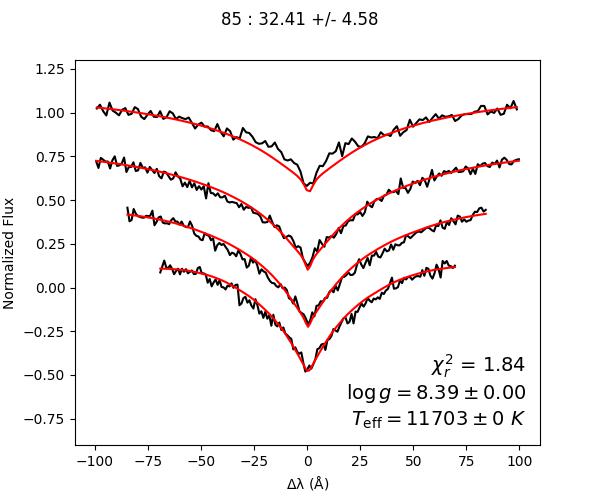 85 : 32.41 +/- 4.58
1.25
1.00
0.75
0.50
0.25
0.00
−0.25
−0.50
−0.75
Normalized Flux
χ²ᵣ = 1.84
log g = 8.39 ± 0.00
T_eff = 11703 ± 0 K
−100 −75 −50 −25 0 25 50 75 100
Δλ (Å)